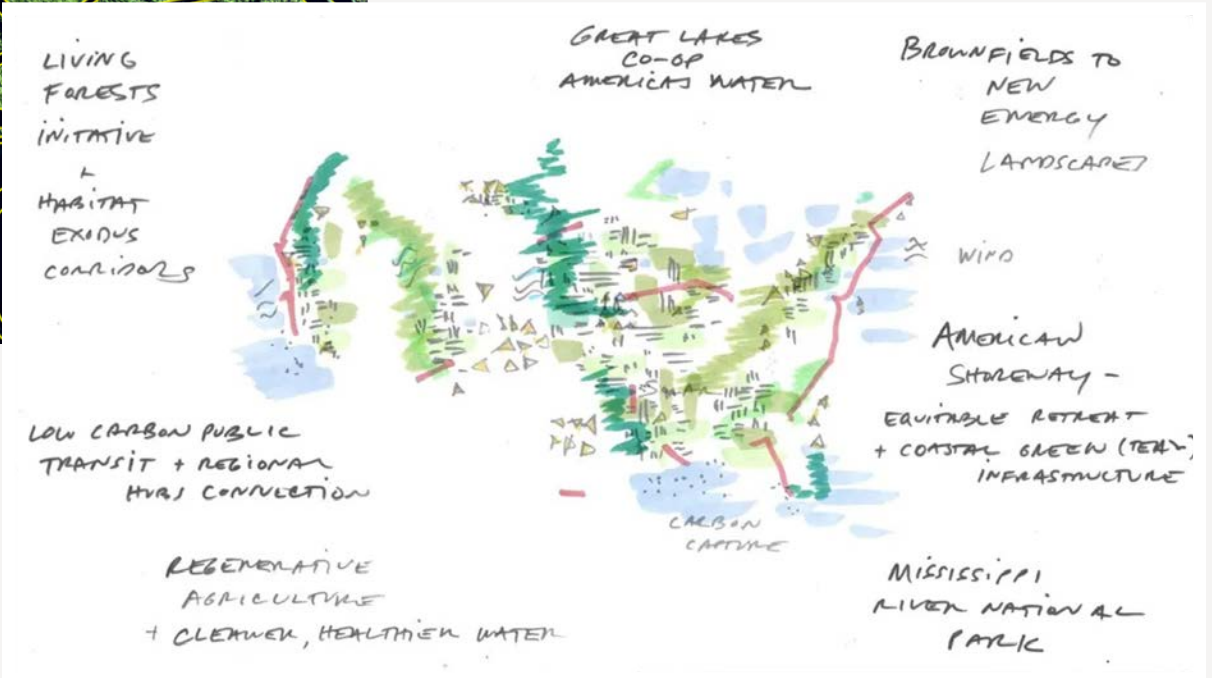 LIVING
FORESTS
INITATIVE
+
HABITAT
EXODUS
CORRIDORS
GREAT LAKES
CO-OP
AMERICAS WATER
BROWNFIELDS TO
NEW
ENERGY
LANDSCAPES
WIND
AMERICAN
SHOREWAY -
EQUITABLE RETREAT
+ COASTAL GREEN (TEAL)
INFRASTRUCTURE
LOW CARBON PUBLIC
TRANSIT + REGIONAL
HUBS CONNECTION
CARBON
CAPTURE
REGENERATIVE
AGRICULTURE
+ CLEANER, HEALTHIER WATER
MISSISSIPPI
RIVER NATIONAL
PARK